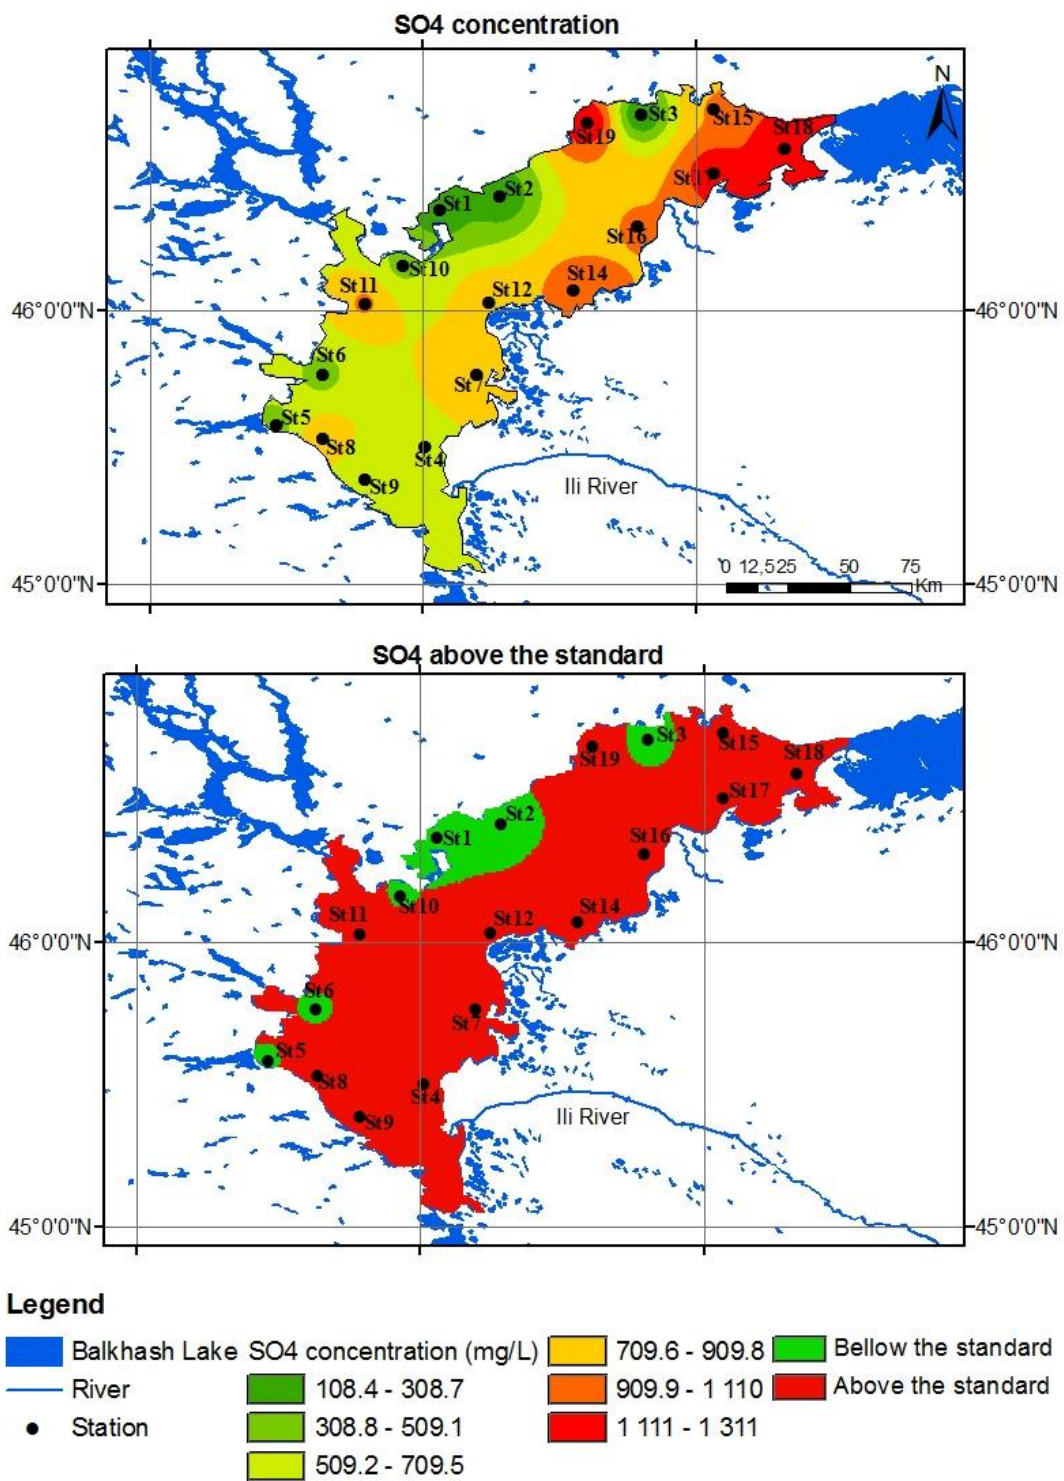 SO4 concentration
N
St3
St15
St19
St18
St1
St2
St1
St16
St10
St14
St11
St12
46°0'0"N
46°0'0"N
St6
St7
St5
St8
St4
St9
Ili River
0 12,525 50 75
Km
45°0'0"N
45°0'0"N
SO4 above the standard
St3
St15
St19
St18
St17
St2
St1
St16
St10
St11
St14
St12
46°0'0"N
46°0'0"N
St6
St7
St5
St8
St4
St9
Ili River
45°0'0"N
45°0'0"N
Legend
Balkhash Lake SO4 concentration (mg/L) 709.6 - 909.8 Bellow the standard
River 108.4 - 308.7 909.9 - 1 110 Above the standard
Station 308.8 - 509.1 1 111 - 1 311
509.2 - 709.5